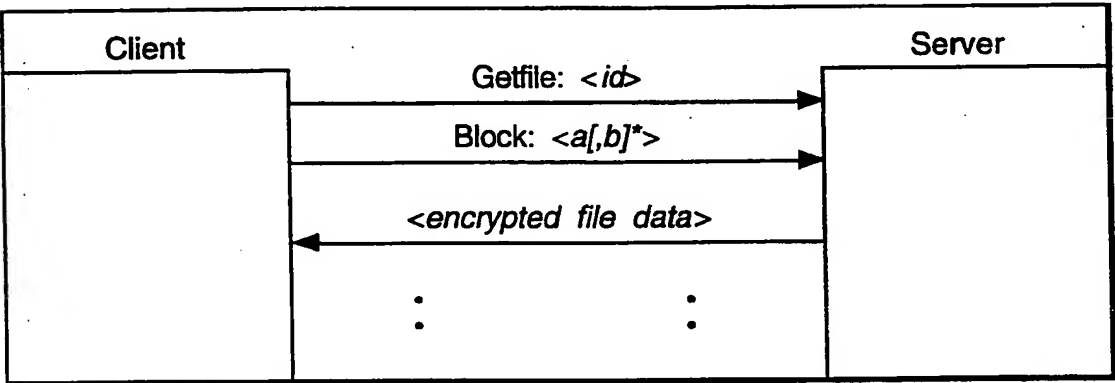 Client Server
Getfile: <id>
Block: <a[,b]*>
<encrypted file data>